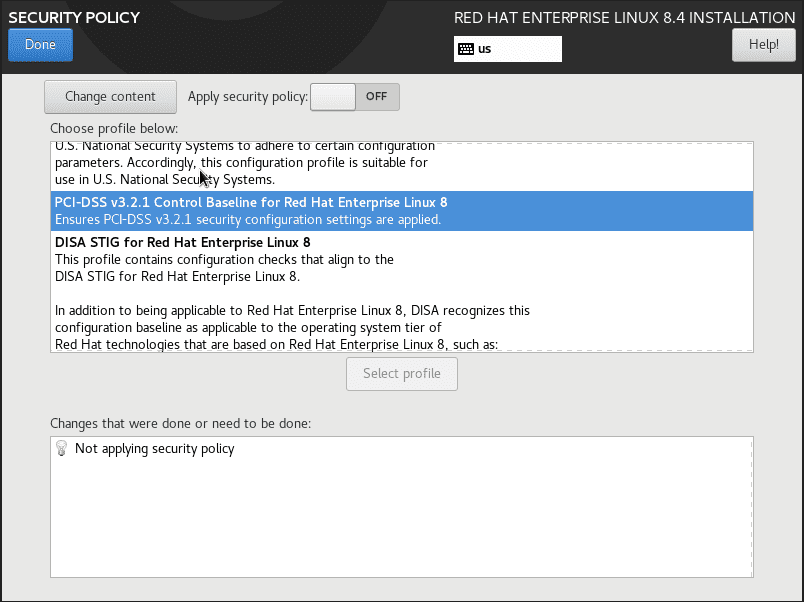 SECURITY POLICY
RED HAT ENTERPRISE LINUX 8.4 INSTALLATION
Done
us
Help!
Change content
Apply security policy:
OFF
Choose profile below:
U.S. National Security Systems to adhere to certain configuration
parameters. Accordingly, this configuration profile is suitable for
use in U.S. National Security Systems.
PCI-DSS v3.2.1 Control Baseline for Red Hat Enterprise Linux 8
Ensures PCI-DSS v3.2.1 security configuration settings are applied.
DISA STIG for Red Hat Enterprise Linux 8
This profile contains configuration checks that align to the
DISA STIG for Red Hat Enterprise Linux 8.
In addition to being applicable to Red Hat Enterprise Linux 8, DISA recognizes this
configuration baseline as applicable to the operating system tier of
Red Hat technologies that are based on Red Hat Enterprise Linux 8, such as:
Select profile
Changes that were done or need to be done:
Not applying security policy